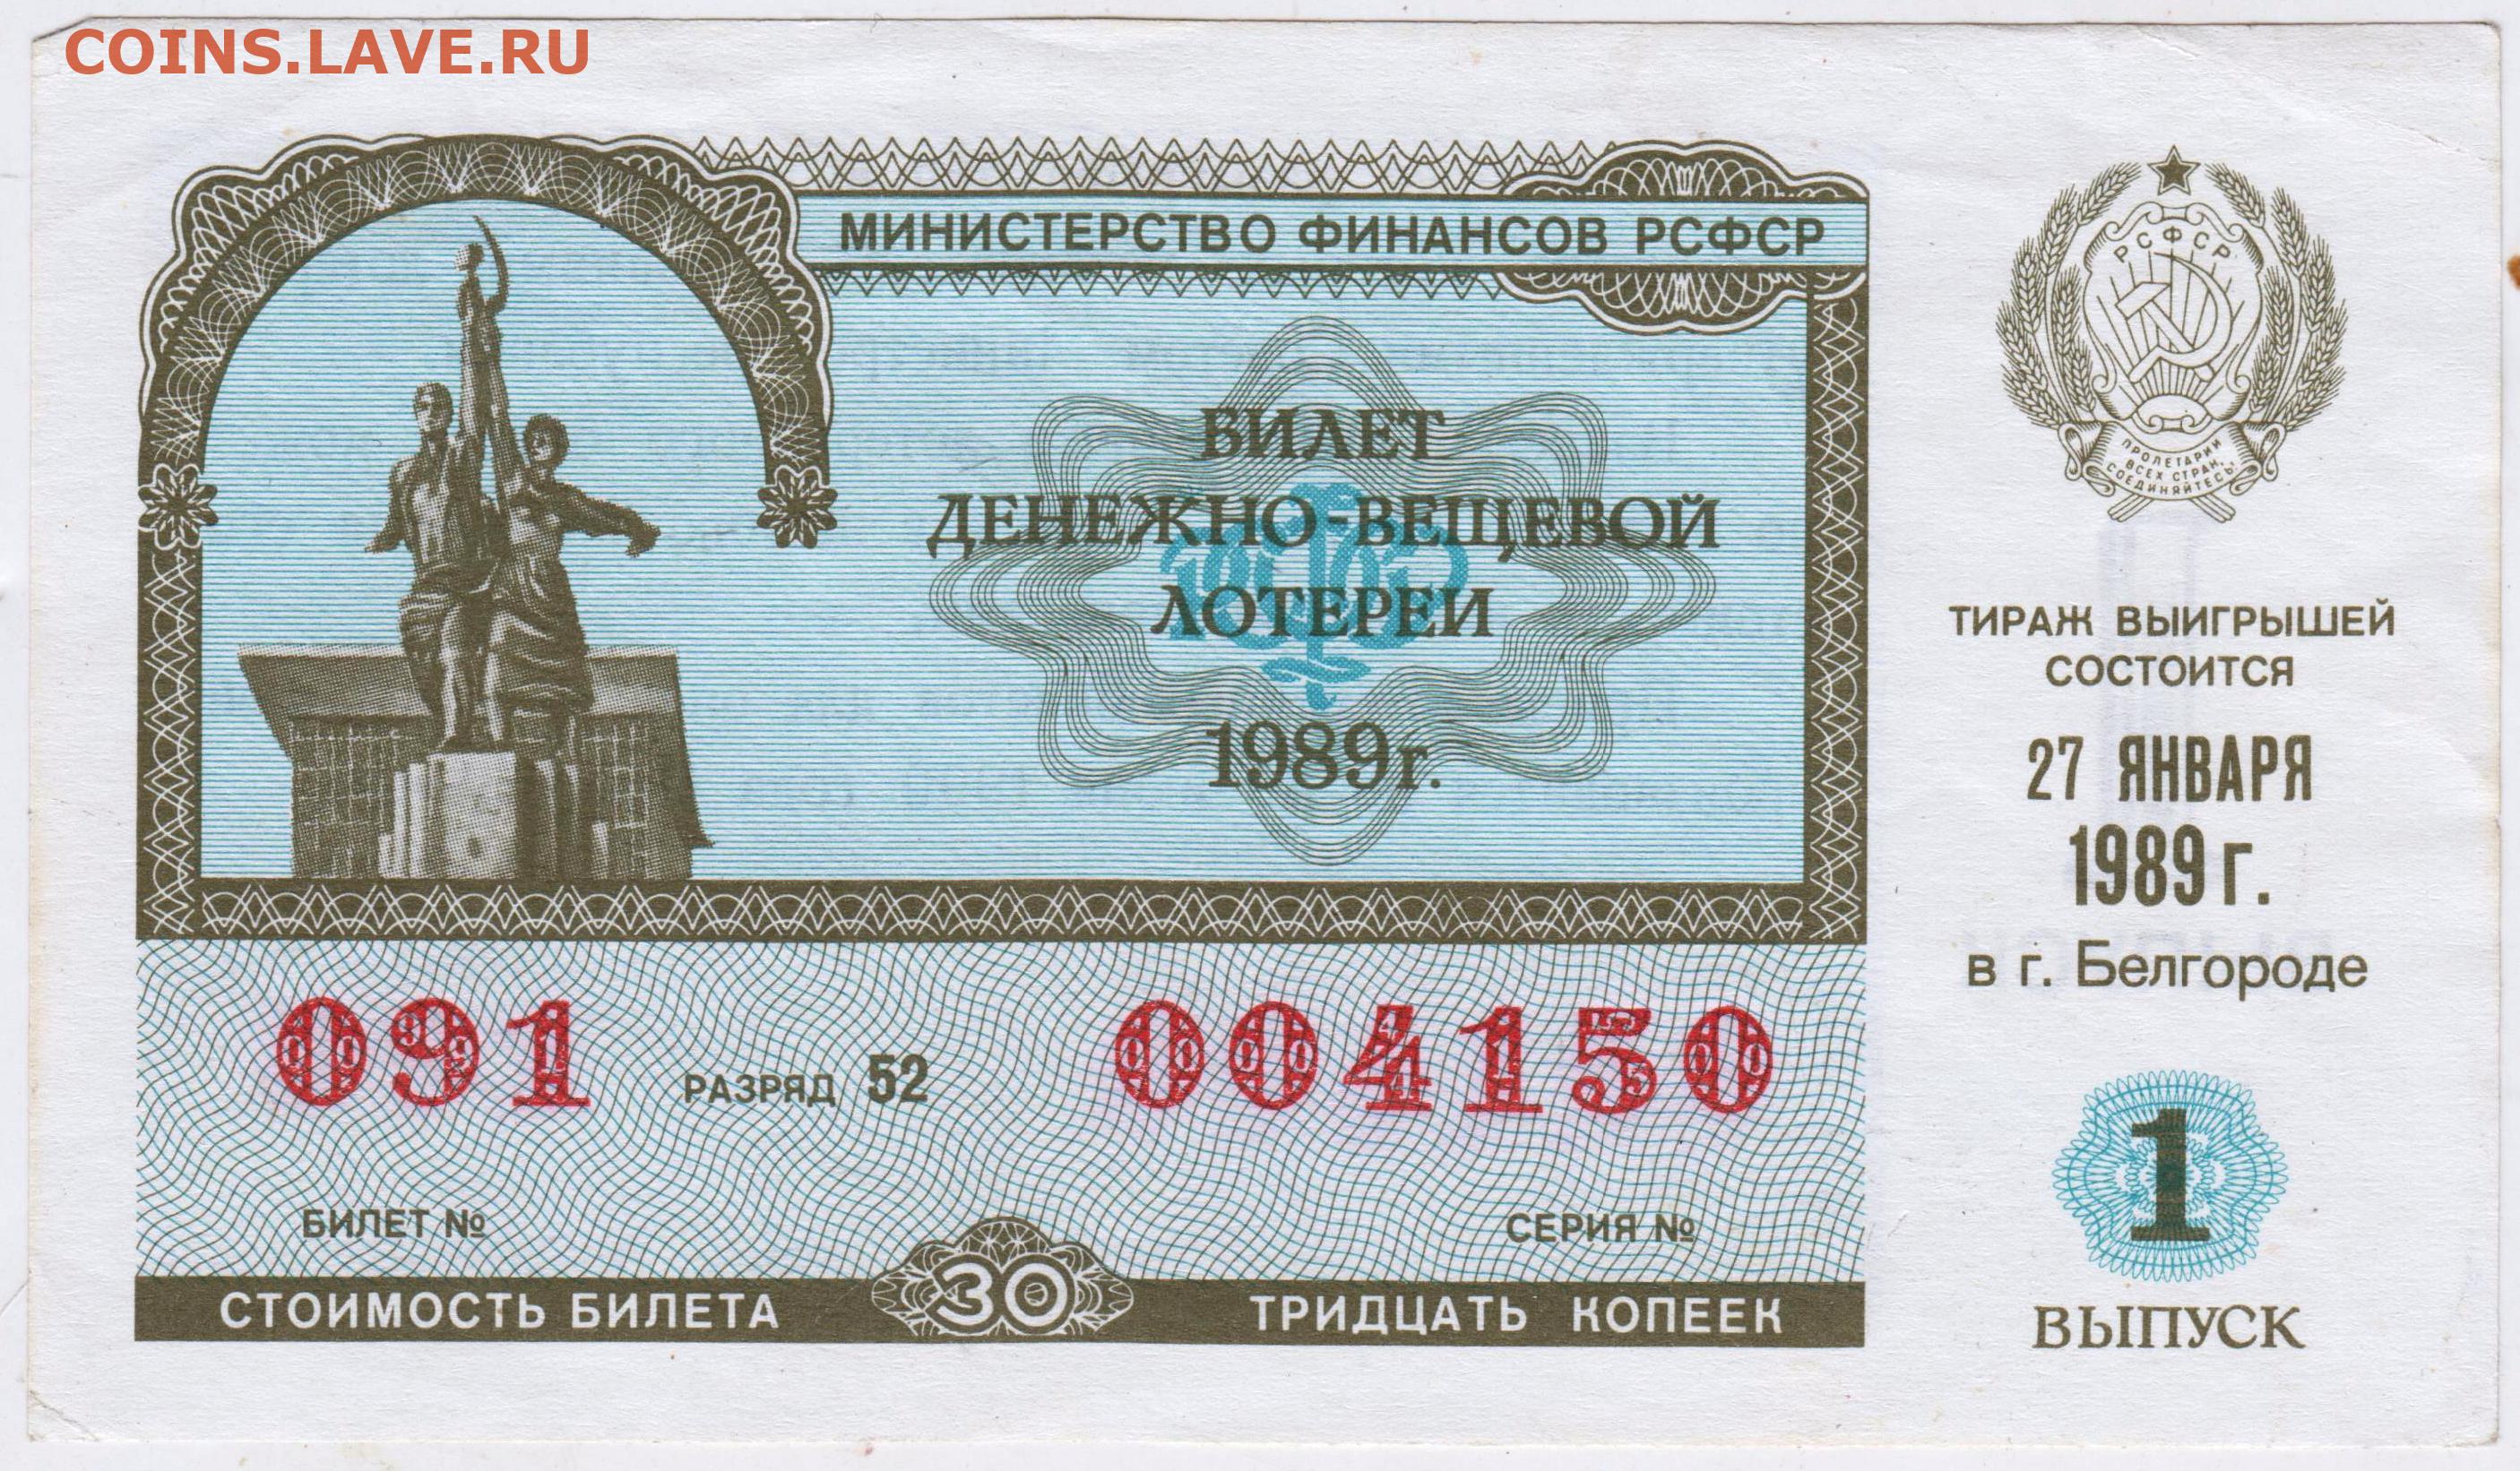 COINS.LAVE.RU
МИНИСТЕРСТВО ФИНАНСОВ РСФСР
БИЛЕТ
ДЕНЕЖНО-ВЕЩЕВОЙ
ЛОТЕРЕИ
1989 г.
РСФСР
ПРОЛЕТАРИИ
ВСЕХ СТРАН,
СОЕДИНЯЙТЕСЬ!
ТИРАЖ ВЫИГРЫШЕЙ
СОСТОИТСЯ
27 ЯНВАРЯ
1989 г.
в г. Белгороде
091 РАЗРЯД 52 004150
БИЛЕТ № СЕРИЯ №
СТОИМОСТЬ БИЛЕТА 30 ТРИДЦАТЬ КОПЕЕК
1
ВЫПУСК